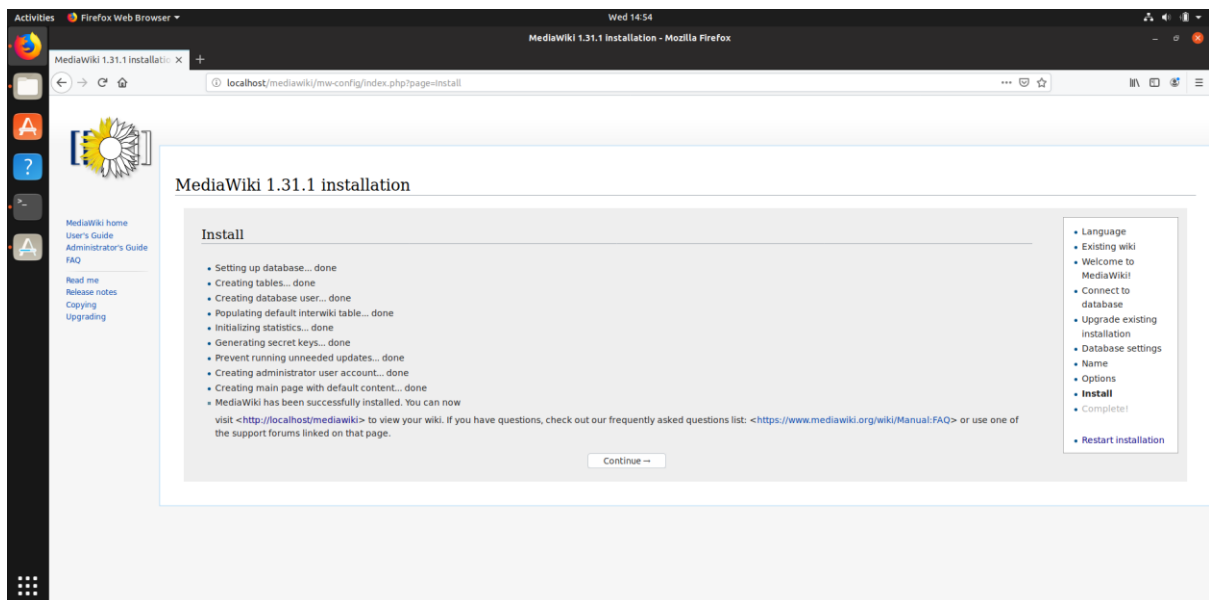 Activities Firefox Web Browser Wed 14:54
MediaWiki 1.31.1 installation - Mozilla Firefox
MediaWiki 1.31.1 installatio
localhost/mediawiki/mw-config/index.php?page=Install
MediaWiki 1.31.1 installation
MediaWiki home
User's Guide
Administrator's Guide
FAQ
Read me
Release notes
Copying
Upgrading
Install
Setting up database... done
Creating tables... done
Creating database user... done
Populating default interwiki table... done
Initializing statistics... done
Generating secret keys... done
Prevent running unneeded updates... done
Creating administrator user account... done
Creating main page with default content... done
MediaWiki has been successfully installed. You can now
visit <http://localhost/mediawiki> to view your wiki. If you have questions, check out our frequently asked questions list: <https://www.mediawiki.org/wiki/Manual:FAQ> or use one of
the support forums linked on that page.
Continue →
Language
Existing wiki
Welcome to
MediaWiki!
Connect to
database
Upgrade existing
installation
Database settings
Name
Options
Install
Complete!
Restart installation